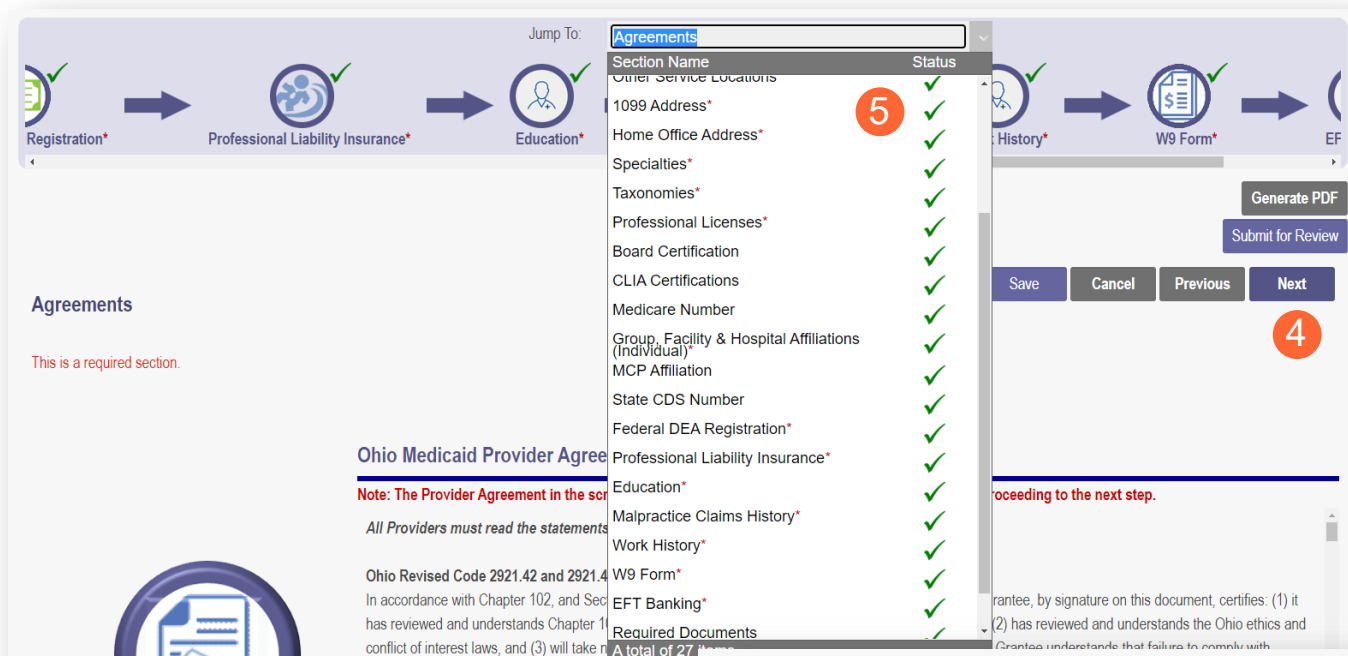 Jump To:
Agreements
Section Name Status
Other Service Locations
1099 Address*
5
Home Office Address*
Specialties*
Taxonomies*
Professional Licenses*
Board Certification
CLIA Certifications
Medicare Number
Group, Facility & Hospital Affiliations
(Individual)*
MCP Affiliation
State CDS Number
Federal DEA Registration*
Professional Liability Insurance*
Education*
Malpractice Claims History*
Work History*
W9 Form*
EFT Banking*
Required Documents
A total of 27 items
Registration*
Professional Liability Insurance*
Education*
History*
W9 Form*
EF
Generate PDF
Submit for Review
Save Cancel Previous Next
4
Agreements
This is a required section.
Ohio Medicaid Provider Agree
Note: The Provider Agreement in the scr roceeding to the next step.
All Providers must read the statements
Ohio Revised Code 2921.42 and 2921.4
In accordance with Chapter 102, and Sec rantee, by signature on this document, certifies: (1) it
has reviewed and understands Chapter 10 (2) has reviewed and understands the Ohio ethics and
conflict of interest laws, and (3) will take n Grantee understands that failure to comply with